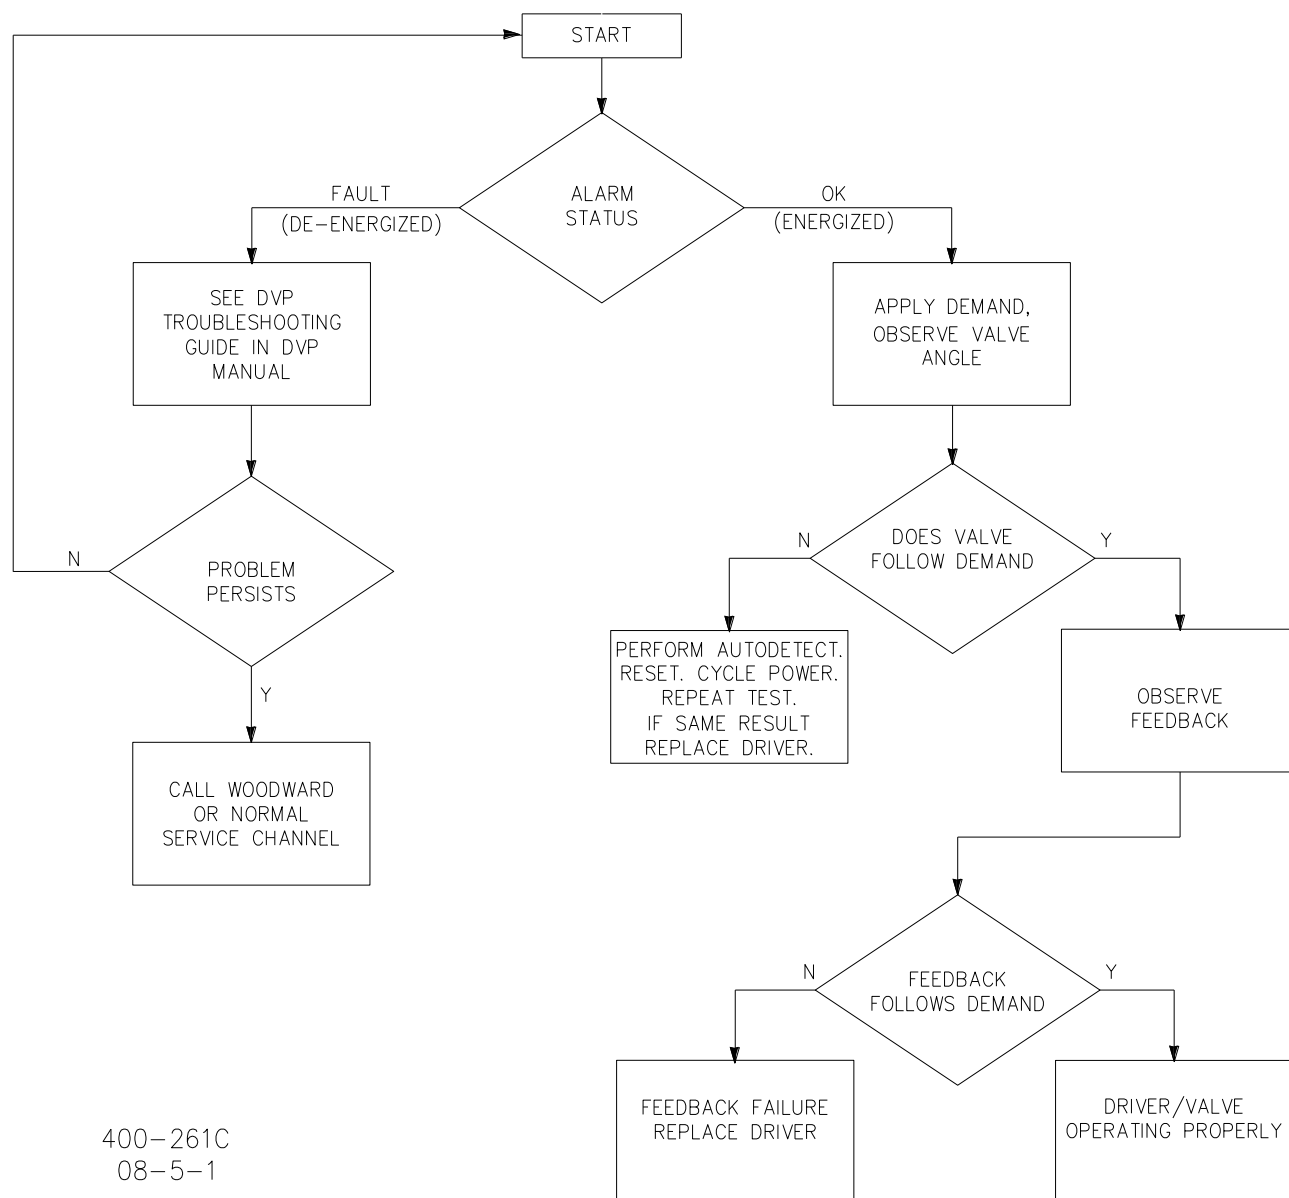 START
ALARM
STATUS
FAULT
(DE-ENERGIZED)
OK
(ENERGIZED)
SEE DVP
TROUBLESHOOTING
GUIDE IN DVP
MANUAL
APPLY DEMAND,
OBSERVE VALVE
ANGLE
PROBLEM
PERSISTS
N
Y
DOES VALVE
FOLLOW DEMAND
N
Y
PERFORM AUTODETECT.
RESET. CYCLE POWER.
REPEAT TEST.
IF SAME RESULT
REPLACE DRIVER.
OBSERVE
FEEDBACK
CALL WOODWARD
OR NORMAL
SERVICE CHANNEL
FEEDBACK
FOLLOWS DEMAND
N
Y
FEEDBACK FAILURE
REPLACE DRIVER
DRIVER/VALVE
OPERATING PROPERLY
400-261C
08-5-1